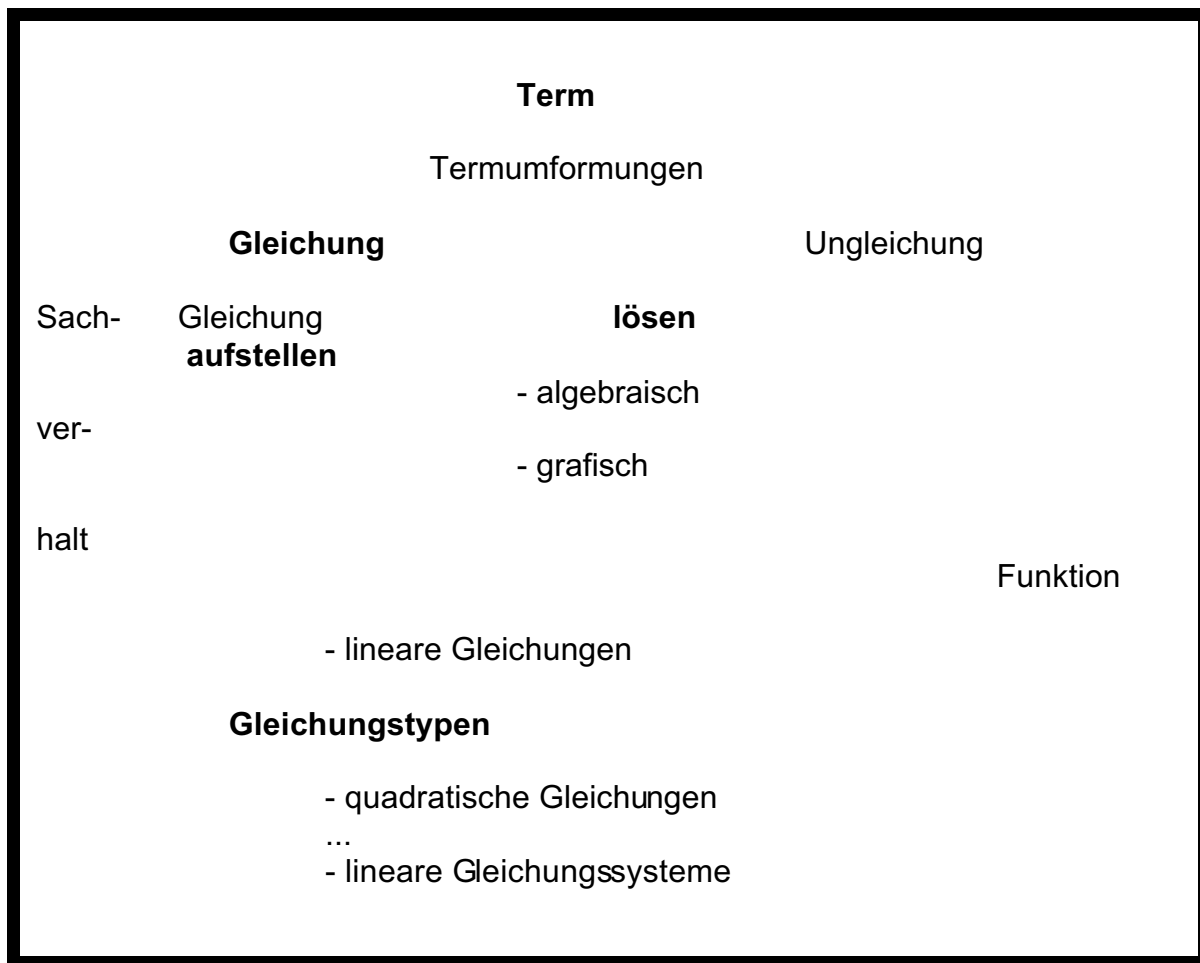 Term
Termumformungen
Gleichung Ungleichung
Sach- Gleichung lösen
aufstellen
- algebraisch
ver-
- grafisch
halt
Funktion
- lineare Gleichungen
Gleichungstypen
- quadratische Gleichungen
...
- lineare Gleichungssysteme